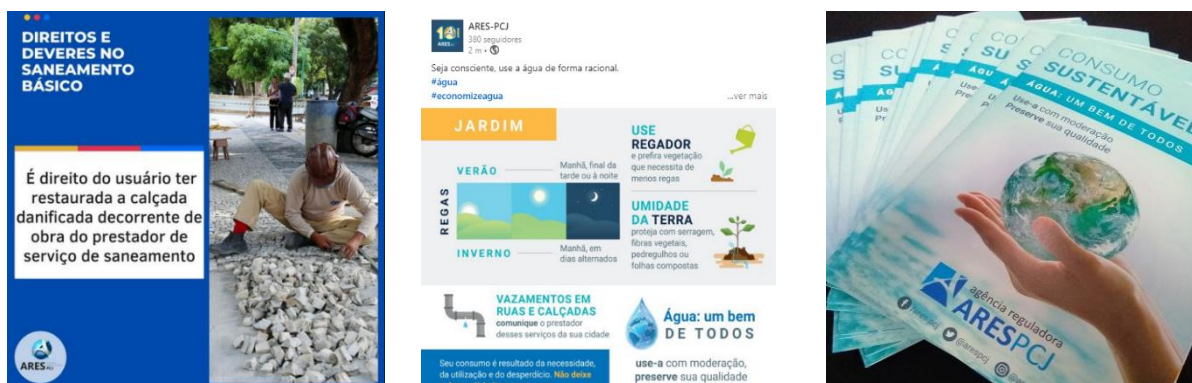 DIREITOS E
DEVERES NO
SANEAMENTO
BÁSICO
É direito do usuário ter
restaurada a calçada
danificada decorrente de
obra do prestador de
serviço de saneamento
ARES PCJ
ARES-PCJ
380 seguidores
2 m •
Seja consciente, use a água de forma racional.
#água
#economizeagua
...ver mais
JARDIM
REGAS
VERÃO
Manhã, final da
tarde ou à noite
INVERNO
Manhã, em
dias alternados
USE
REGADOR
e prefira vegetação
que necessita de
menos regas
UMIDADE
DA TERRA
proteja com serragem,
fibras vegetais,
pedregulhos ou
folhas compostas
VAZAMENTOS EM
RUAS E CALÇADAS
comunique o prestador
desses serviços da sua cidade
Água: um bem
DE TODOS
Seu consumo é resultado da necessidade,
da utilização e do desperdício. Não deixe
use-a com moderação,
preserve sua qualidade
CONSUMO
SUSTENTÁVEL
ÁGUA: UM BEM DE TODOS
Use-a com moderação
Preserve sua qualidade
agência reguladora
ARESPCJ
@arespcj